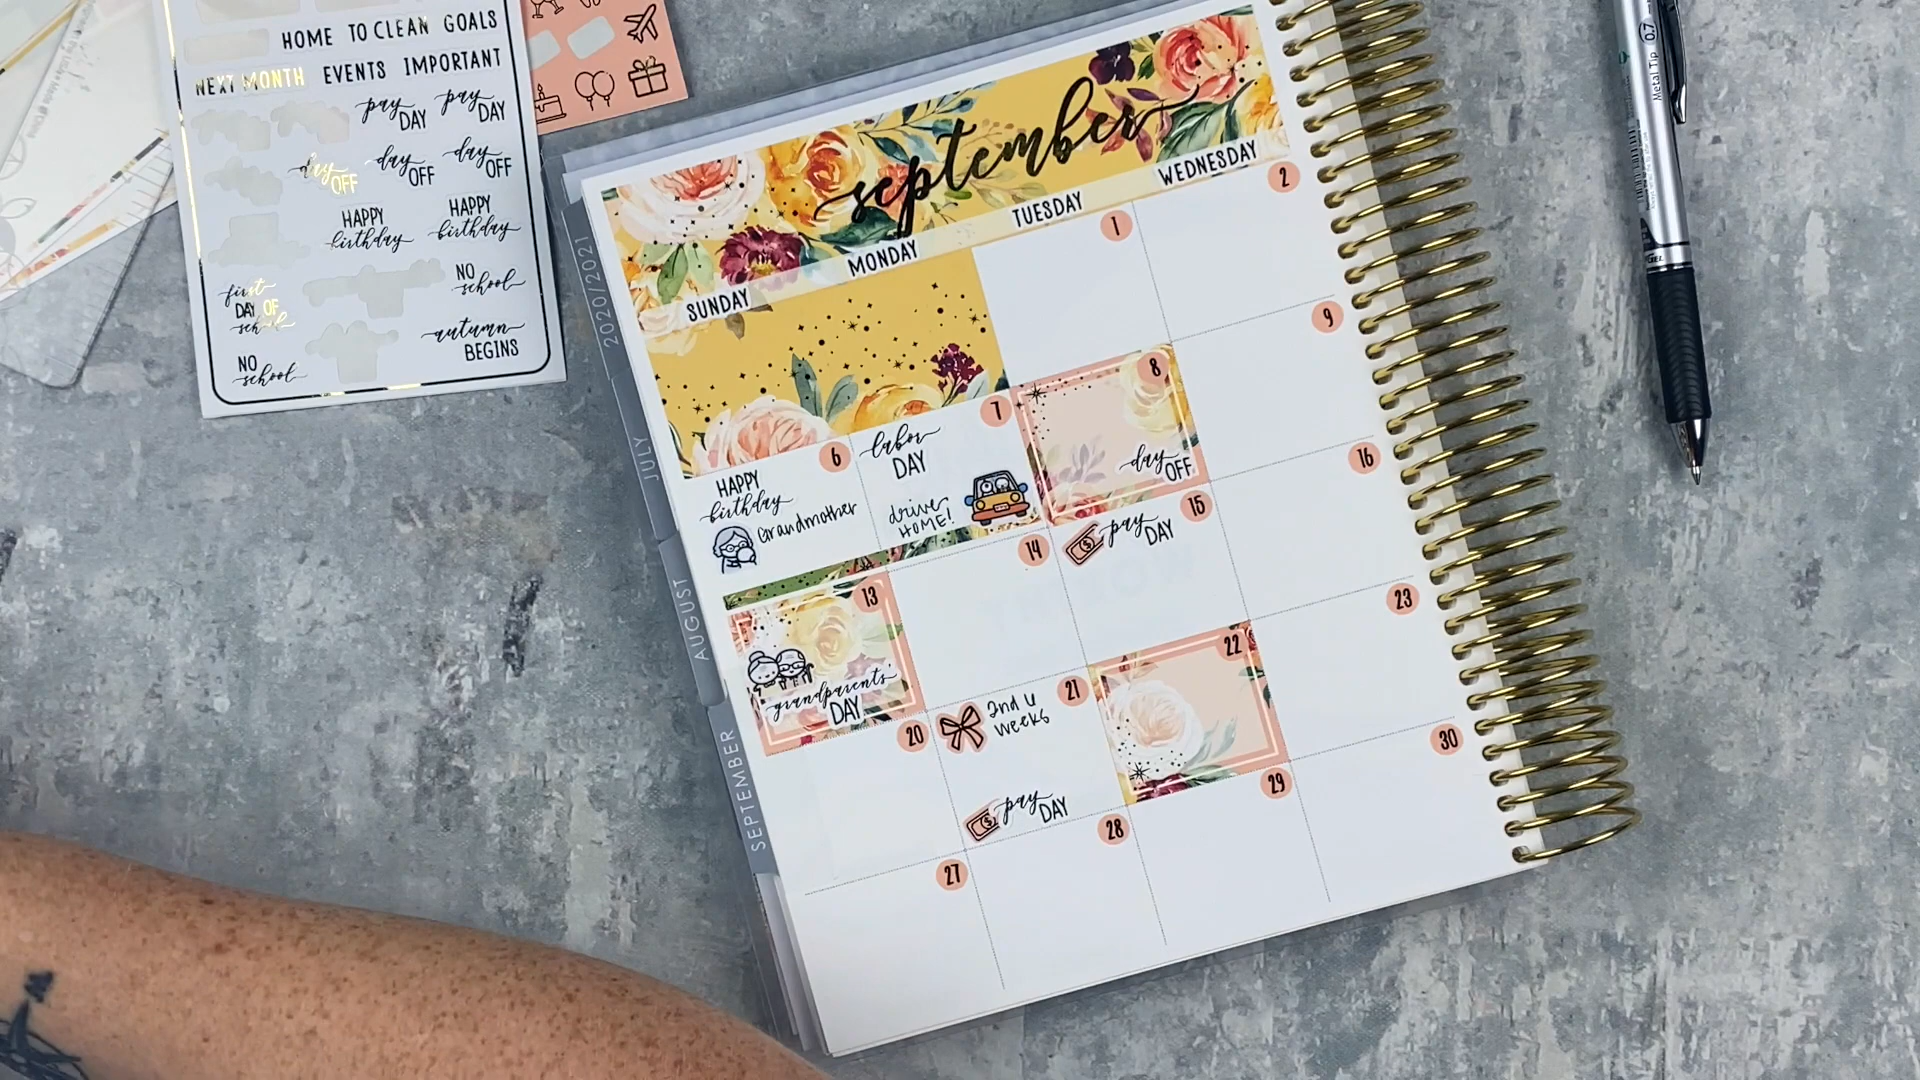 HOME TO CLEAN GOALS
NEXT MONTH EVENTS IMPORTANT
pay DAY pay DAY
day OFF day OFF day OFF
HAPPY birthday HAPPY birthday
first DAY OF school
NO school
autumn BEGINS
NO school
2020/2021
JULY
AUGUST
SEPTEMBER
september
SUNDAY MONDAY TUESDAY WEDNESDAY
1 2
6 7 8 9
HAPPY birthday
Grandmother
labor DAY
drive HOME!
day OFF
13 14 15 16
grandparents DAY
pay DAY
20 21 22 23
2nd 4 weeks
pay DAY
27 28 29 30
Metal Tip 0.7